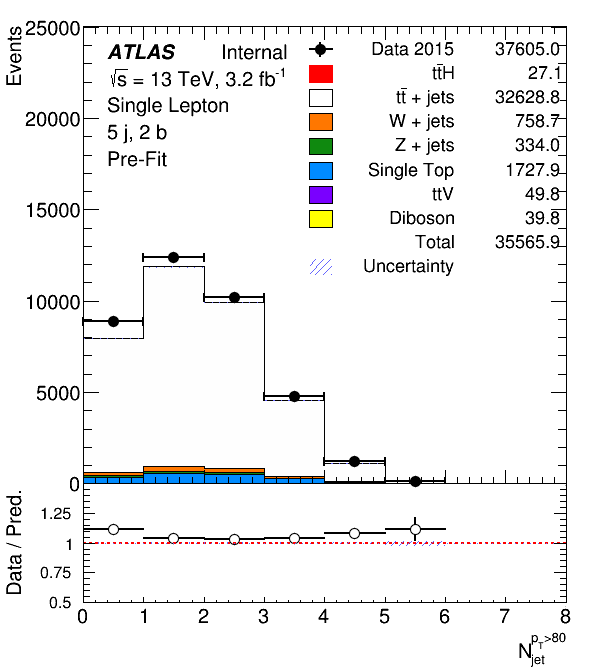 25000
20000
15000
10000
5000
0
Events
ATLAS Internal
√s = 13 TeV, 3.2 fb-1
Single Lepton
5 j, 2 b
Pre-Fit
Data 2015 37605.0
tt̄H 27.1
tt̄ + jets 32628.8
W + jets 758.7
Z + jets 334.0
Single Top 1727.9
ttV 49.8
Diboson 39.8
Total 35565.9
Uncertainty
Data / Pred.
1.25
1
0.75
0.5
0 1 2 3 4 5 6 7 8
N jet pT>80